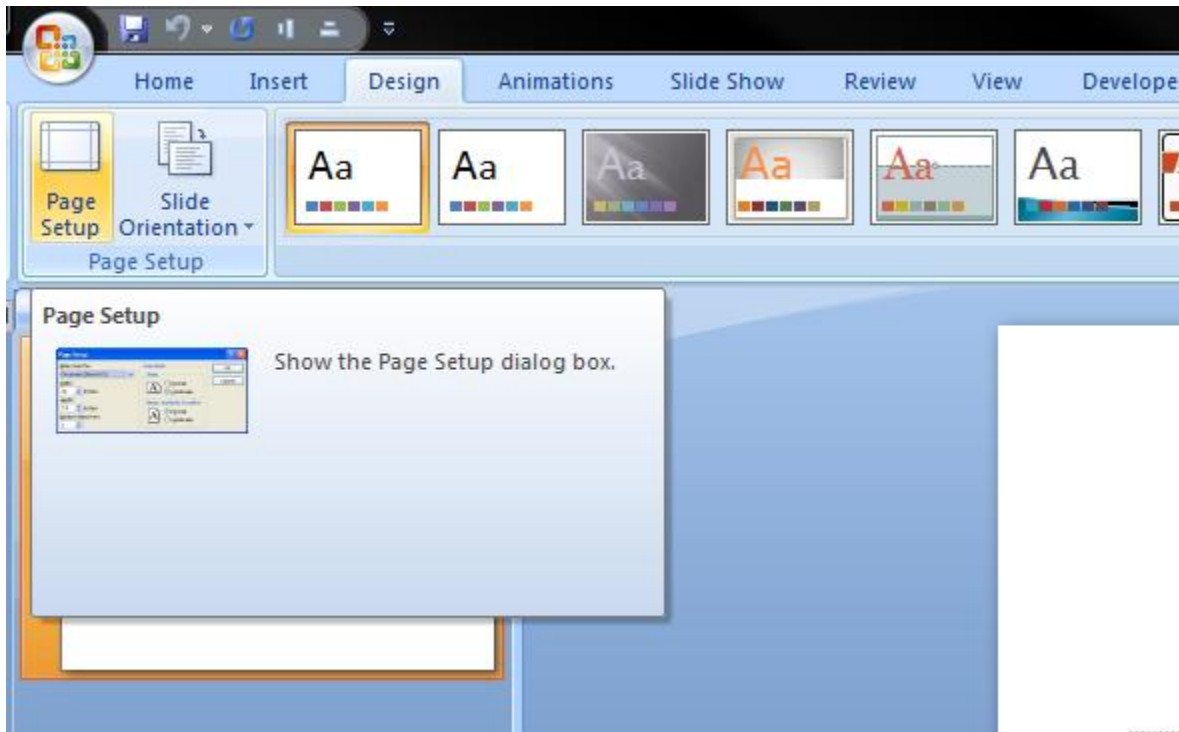 Home Insert Design Animations Slide Show Review View Develope
Aa Aa Aa Aa Aa Aa
Page Setup
Slide Orientation
Page Setup
Page Setup
Show the Page Setup dialog box.